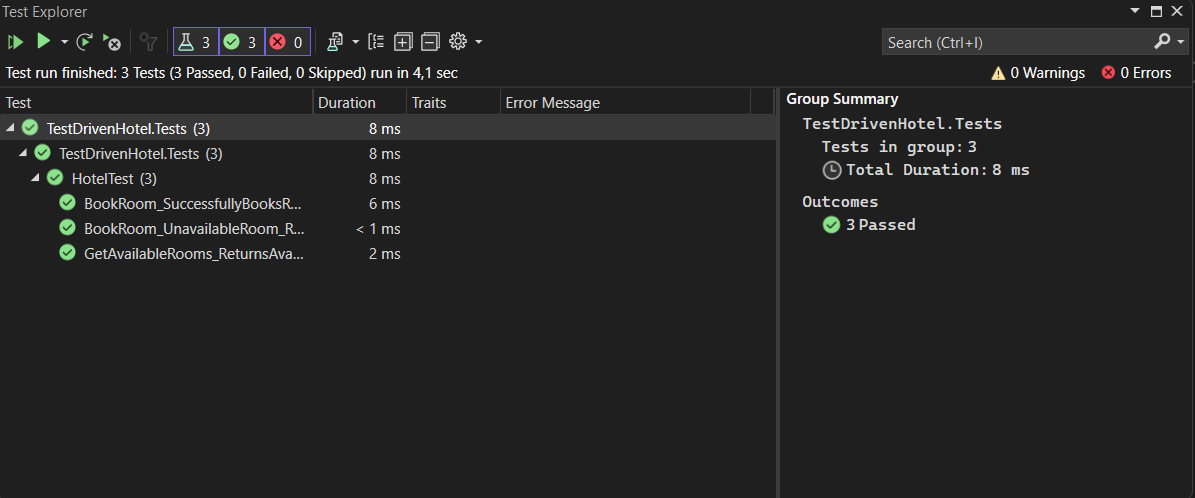 Test Explorer
3 3 0
Search (Ctrl+I)
Test run finished: 3 Tests (3 Passed, 0 Failed, 0 Skipped) run in 4,1 sec
0 Warnings
0 Errors
Test Duration Traits Error Message
TestDrivenHotel.Tests (3) 8 ms
TestDrivenHotel.Tests (3) 8 ms
HotelTest (3) 8 ms
BookRoom_SuccessfullyBooksR... 6 ms
BookRoom_UnavailableRoom_R... < 1 ms
GetAvailableRooms_ReturnsAva... 2 ms
Group Summary
TestDrivenHotel.Tests
Tests in group: 3
Total Duration: 8 ms
Outcomes
3 Passed